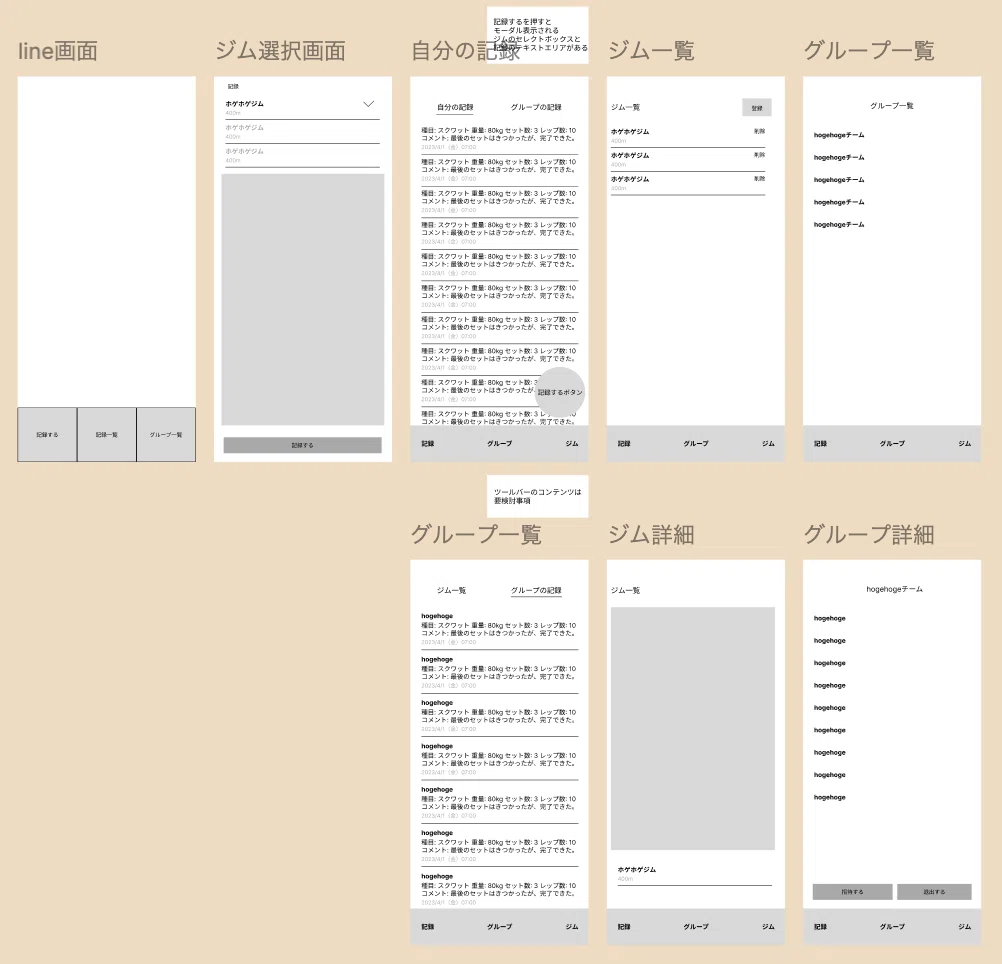 記録するを押すと
モーダル表示される
ジムのセレクトボックスと
記録のテキストエリアがある
line画面
ジム選択画面
自分の記録
ジム一覧
グループ一覧
記録する
記録一覧
グループ一覧
記録
ホゲホゲジム
400m
ホゲホゲジム
400m
ホゲホゲジム
400m
記録する
自分の記録
グループの記録
種目: スクワット 重量: 80kg セット数: 3 レップ数: 10
コメント: 最後のセットはきつかったが、完了できた。
2023/4/1（金）07:00
種目: スクワット 重量: 80kg セット数: 3 レップ数: 10
コメント: 最後のセットはきつかったが、完了できた。
2023/4/1（金）07:00
種目: スクワット 重量: 80kg セット数: 3 レップ数: 10
コメント: 最後のセットはきつかったが、完了できた。
2023/4/1（金）07:00
種目: スクワット 重量: 80kg セット数: 3 レップ数: 10
コメント: 最後のセットはきつかったが、完了できた。
2023/4/1（金）07:00
種目: スクワット 重量: 80kg セット数: 3 レップ数: 10
コメント: 最後のセットはきつかったが、完了できた。
2023/4/1（金）07:00
種目: スクワット 重量: 80kg セット数: 3 レップ数: 10
コメント: 最後のセットはきつかったが、完了できた。
2023/4/1（金）07:00
種目: スクワット 重量: 80kg セット数: 3 レップ数: 10
コメント: 最後のセットはきつかったが、完了できた。
2023/4/1（金）07:00
種目: スクワット 重量: 80kg セット数: 3 レップ数: 10
コメント: 最後のセットはきつかったが、完了できた。
2023/4/1（金）07:00
種目: スクワット 重量: 80kg セット数: 3 レップ数: 10
コメント: 最後のセットはきつかったが
2023/4/1（金）07:00
記録するボタン
種目: スクワット 重量: 80kg セット数: 3 レップ数: 10
コメント: 最後のセットはきつかったが、完了できた。
記録
グループ
ジム
ジム一覧
登録
ホゲホゲジム
削除
400m
ホゲホゲジム
削除
400m
ホゲホゲジム
削除
400m
記録
グループ
ジム
グループ一覧
hogehogeチーム
hogehogeチーム
hogehogeチーム
hogehogeチーム
hogehogeチーム
記録
グループ
ジム
ツールバーのコンテンツは
要検討事項
グループ一覧
ジム詳細
グループ詳細
ジム一覧
グループの記録
hogehoge
種目: スクワット 重量: 80kg セット数: 3 レップ数: 10
コメント: 最後のセットはきつかったが、完了できた。
2023/4/1（金）07:00
hogehoge
種目: スクワット 重量: 80kg セット数: 3 レップ数: 10
コメント: 最後のセットはきつかったが、完了できた。
2023/4/1（金）07:00
hogehoge
種目: スクワット 重量: 80kg セット数: 3 レップ数: 10
コメント: 最後のセットはきつかったが、完了できた。
2023/4/1（金）07:00
hogehoge
種目: スクワット 重量: 80kg セット数: 3 レップ数: 10
コメント: 最後のセットはきつかったが、完了できた。
2023/4/1（金）07:00
hogehoge
種目: スクワット 重量: 80kg セット数: 3 レップ数: 10
コメント: 最後のセットはきつかったが、完了できた。
2023/4/1（金）07:00
hogehoge
種目: スクワット 重量: 80kg セット数: 3 レップ数: 10
コメント: 最後のセットはきつかったが、完了できた。
2023/4/1（金）07:00
hogehoge
種目: スクワット 重量: 80kg セット数: 3 レップ数: 10
コメント: 最後のセットはきつかったが、完了できた。
2023/4/1（金）07:00
記録
グループ
ジム
ジム一覧
ホゲホゲジム
400m
記録
グループ
ジム
hogehogeチーム
hogehoge
hogehoge
hogehoge
hogehoge
hogehoge
hogehoge
hogehoge
hogehoge
hogehoge
招待する
退出する
記録
グループ
ジム